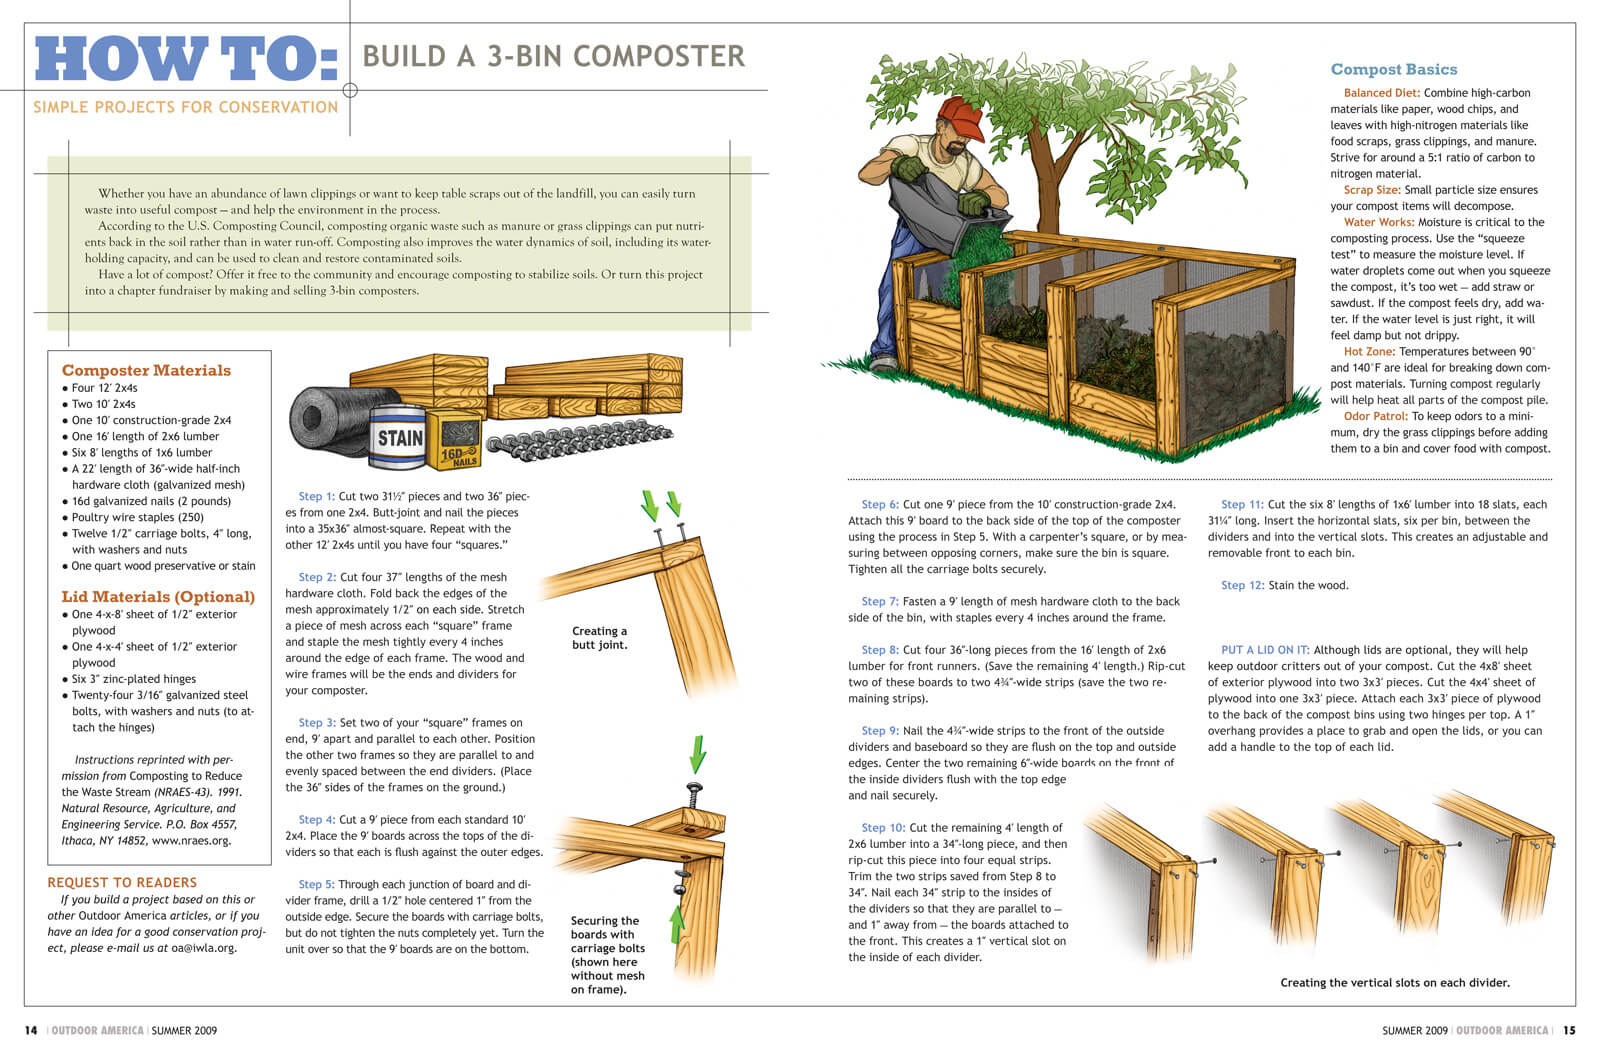 HOW TO:
BUILD A 3-BIN COMPOSTER
SIMPLE PROJECTS FOR CONSERVATION
Whether you have an abundance of lawn clippings or want to keep table scraps out of the landfill, you can easily turn
waste into useful compost — and help the environment in the process.
According to the U.S. Composting Council, composting organic waste such as manure or grass clippings can put nutri-
ents back in the soil rather than in water run-off. Composting also improves the water dynamics of soil, including its water-
holding capacity, and can be used to clean and restore contaminated soils.
Have a lot of compost? Offer it free to the community and encourage composting to stabilize soils. Or turn this project
into a chapter fundraiser by making and selling 3-bin composters.
Composter Materials
● Four 12' 2x4s
● Two 10' 2x4s
● One 10' construction-grade 2x4
● One 16' length of 2x6 lumber
● Six 8' lengths of 1x6 lumber
● A 22' length of 36"-wide half-inch
hardware cloth (galvanized mesh)
● 16d galvanized nails (2 pounds)
● Poultry wire staples (250)
● Twelve 1/2" carriage bolts, 4" long,
with washers and nuts
● One quart wood preservative or stain
Lid Materials (Optional)
● One 4-x-8' sheet of 1/2" exterior
plywood
● One 4-x-4' sheet of 1/2" exterior
plywood
● Six 3" zinc-plated hinges
● Twenty-four 3/16" galvanized steel
bolts, with washers and nuts (to at-
tach the hinges)
Instructions reprinted with per-
mission from Composting to Reduce
the Waste Stream (NRAES-43). 1991.
Natural Resource, Agriculture, and
Engineering Service. P.O. Box 4557,
Ithaca, NY 14852, www.nraes.org.
REQUEST TO READERS
If you build a project based on this or
other Outdoor America articles, or if you
have an idea for a good conservation proj-
ect, please e-mail us at oa@iwla.org.
STAIN
16D
NAILS
Step 1: Cut two 31½" pieces and two 36" piec-
es from one 2x4. Butt-joint and nail the pieces
into a 35x36" almost-square. Repeat with the
other 12' 2x4s until you have four “squares.”
Step 2: Cut four 37" lengths of the mesh
hardware cloth. Fold back the edges of the
mesh approximately 1/2" on each side. Stretch
a piece of mesh across each “square” frame
and staple the mesh tightly every 4 inches
around the edge of each frame. The wood and
wire frames will be the ends and dividers for
your composter.
Step 3: Set two of your “square” frames on
end, 9' apart and parallel to each other. Position
the other two frames so they are parallel to and
evenly spaced between the end dividers. (Place
the 36" sides of the frames on the ground.)
Step 4: Cut a 9' piece from each standard 10'
2x4. Place the 9' boards across the tops of the di-
viders so that each is flush against the outer edges.
Step 5: Through each junction of board and di-
vider frame, drill a 1/2" hole centered 1" from the
outside edge. Secure the boards with carriage bolts,
but do not tighten the nuts completely yet. Turn the
unit over so that the 9' boards are on the bottom.
Creating a
butt joint.
Securing the
boards with
carriage bolts
(shown here
without mesh
on frame).
Compost Basics
Balanced Diet: Combine high-carbon
materials like paper, wood chips, and
leaves with high-nitrogen materials like
food scraps, grass clippings, and manure.
Strive for around a 5:1 ratio of carbon to
nitrogen material.
Scrap Size: Small particle size ensures
your compost items will decompose.
Water Works: Moisture is critical to the
composting process. Use the “squeeze
test” to measure the moisture level. If
water droplets come out when you squeeze
the compost, it’s too wet — add straw or
sawdust. If the compost feels dry, add wa-
ter. If the water level is just right, it will
feel damp but not drippy.
Hot Zone: Temperatures between 90°
and 140°F are ideal for breaking down com-
post materials. Turning compost regularly
will help heat all parts of the compost pile.
Odor Patrol: To keep odors to a mini-
mum, dry the grass clippings before adding
them to a bin and cover food with compost.
Step 6: Cut one 9' piece from the 10' construction-grade 2x4.
Attach this 9' board to the back side of the top of the composter
using the process in Step 5. With a carpenter’s square, or by mea-
suring between opposing corners, make sure the bin is square.
Tighten all the carriage bolts securely.
Step 7: Fasten a 9' length of mesh hardware cloth to the back
side of the bin, with staples every 4 inches around the frame.
Step 8: Cut four 36"-long pieces from the 16' length of 2x6
lumber for front runners. (Save the remaining 4' length.) Rip-cut
two of these boards to two 4¾"-wide strips (save the two re-
maining strips).
Step 9: Nail the 4¾"-wide strips to the front of the outside
dividers and baseboard so they are flush on the top and outside
edges. Center the two remaining 6"-wide boards on the front of
the inside dividers flush with the top edge
and nail securely.
Step 10: Cut the remaining 4' length of
2x6 lumber into a 34"-long piece, and then
rip-cut this piece into four equal strips.
Trim the two strips saved from Step 8 to
34". Nail each 34" strip to the insides of
the dividers so that they are parallel to —
and 1" away from — the boards attached to
the front. This creates a 1" vertical slot on
the inside of each divider.
Step 11: Cut the six 8' lengths of 1x6' lumber into 18 slats, each
31¼" long. Insert the horizontal slats, six per bin, between the
dividers and into the vertical slots. This creates an adjustable and
removable front to each bin.
Step 12: Stain the wood.
PUT A LID ON IT: Although lids are optional, they will help
keep outdoor critters out of your compost. Cut the 4x8' sheet
of exterior plywood into two 3x3' pieces. Cut the 4x4' sheet of
plywood into one 3x3' piece. Attach each 3x3' piece of plywood
to the back of the compost bins using two hinges per top. A 1"
overhang provides a place to grab and open the lids, or you can
add a handle to the top of each lid.
Creating the vertical slots on each divider.
14 | OUTDOOR AMERICA | SUMMER 2009
SUMMER 2009 | OUTDOOR AMERICA | 15